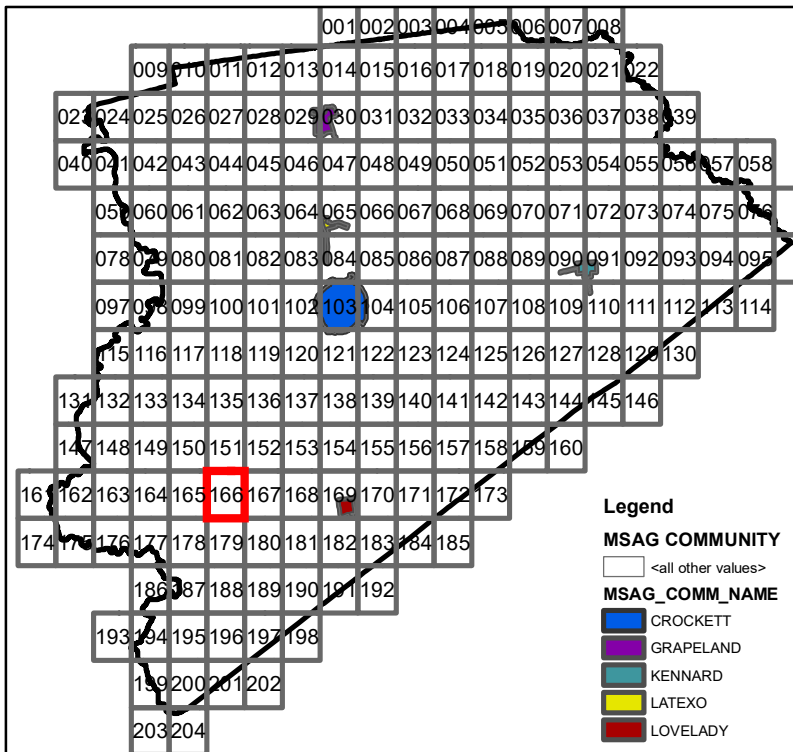 001 002 003 004 005 006 007 008
009 010 011 012 013 014 015 016 017 018 019 020 021 022
023 024 025 026 027 028 029 030 031 032 033 034 035 036 037 038 039
040 041 042 043 044 045 046 047 048 049 050 051 052 053 054 055 056 057 058
059 060 061 062 063 064 065 066 067 068 069 070 071 072 073 074 075 076
078 079 080 081 082 083 084 085 086 087 088 089 090 091 092 093 094 095
097 098 099 100 101 102 103 104 105 106 107 108 109 110 111 112 113 114
115 116 117 118 119 120 121 122 123 124 125 126 127 128 129 130
131 132 133 134 135 136 137 138 139 140 141 142 143 144 145 146
147 148 149 150 151 152 153 154 155 156 157 158 159 160
161 162 163 164 165 166 167 168 169 170 171 172 173
174 175 176 177 178 179 180 181 182 183 184 185
186 187 188 189 190 191 192
193 194 195 196 197 198
199 200 201 202
203 204
Legend
MSAG COMMUNITY
<all other values>
MSAG_COMM_NAME
CROCKETT
GRAPELAND
KENNARD
LATEXO
LOVELADY